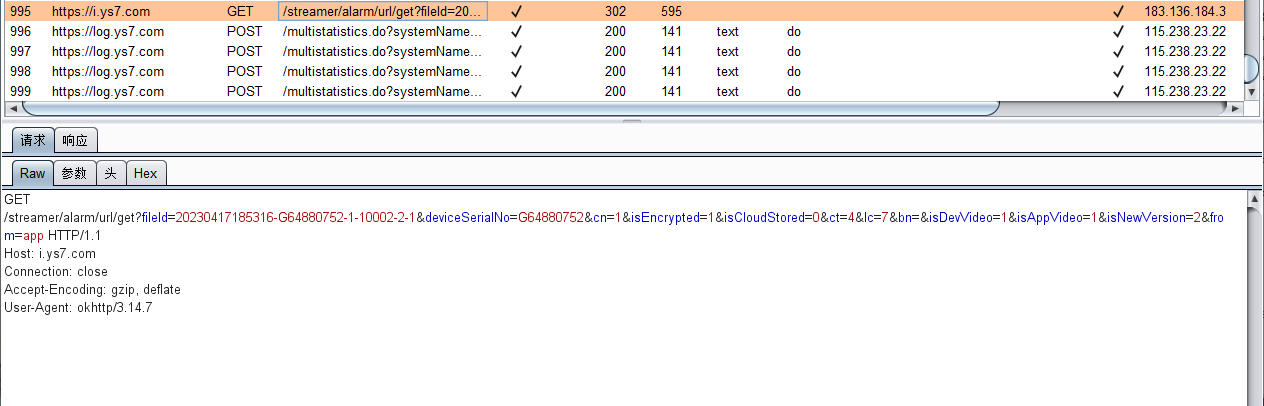 995 https://i.ys7.com GET /streamer/alarm/url/get?fileId=20... ✓ 302 595 ✓ 183.136.184.3
996 https://log.ys7.com POST /multistatistics.do?systemName... ✓ 200 141 text do ✓ 115.238.23.22
997 https://log.ys7.com POST /multistatistics.do?systemName... ✓ 200 141 text do ✓ 115.238.23.22
998 https://log.ys7.com POST /multistatistics.do?systemName... ✓ 200 141 text do ✓ 115.238.23.22
999 https://log.ys7.com POST /multistatistics.do?systemName... ✓ 200 141 text do ✓ 115.238.23.22
请求 响应
Raw 参数 头 Hex
GET
/streamer/alarm/url/get?fileId=20230417185316-G64880752-1-10002-2-1&deviceSerialNo=G64880752&cn=1&isEncrypted=1&isCloudStored=0&ct=4&lc=7&bn=&isDevVideo=1&isAppVideo=1&isNewVersion=2&fro
m=app HTTP/1.1
Host: i.ys7.com
Connection: close
Accept-Encoding: gzip, deflate
User-Agent: okhttp/3.14.7